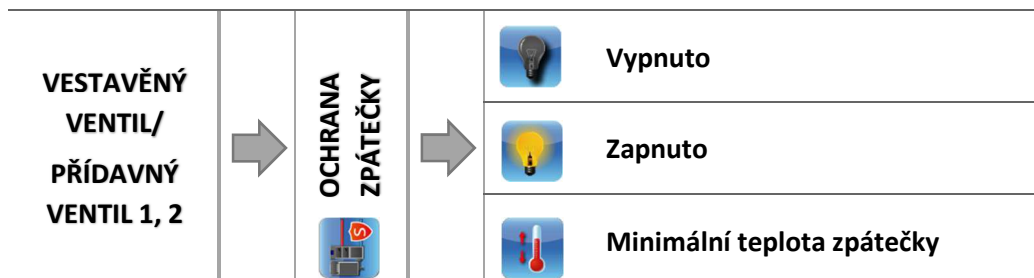 VESTAVĚNÝ
VENTIL/
PŘÍDAVNÝ
VENTIL 1, 2
OCHRANA
ZPÁTEČKY
S
Vypnuto
Zapnuto
Minimální teplota zpátečky